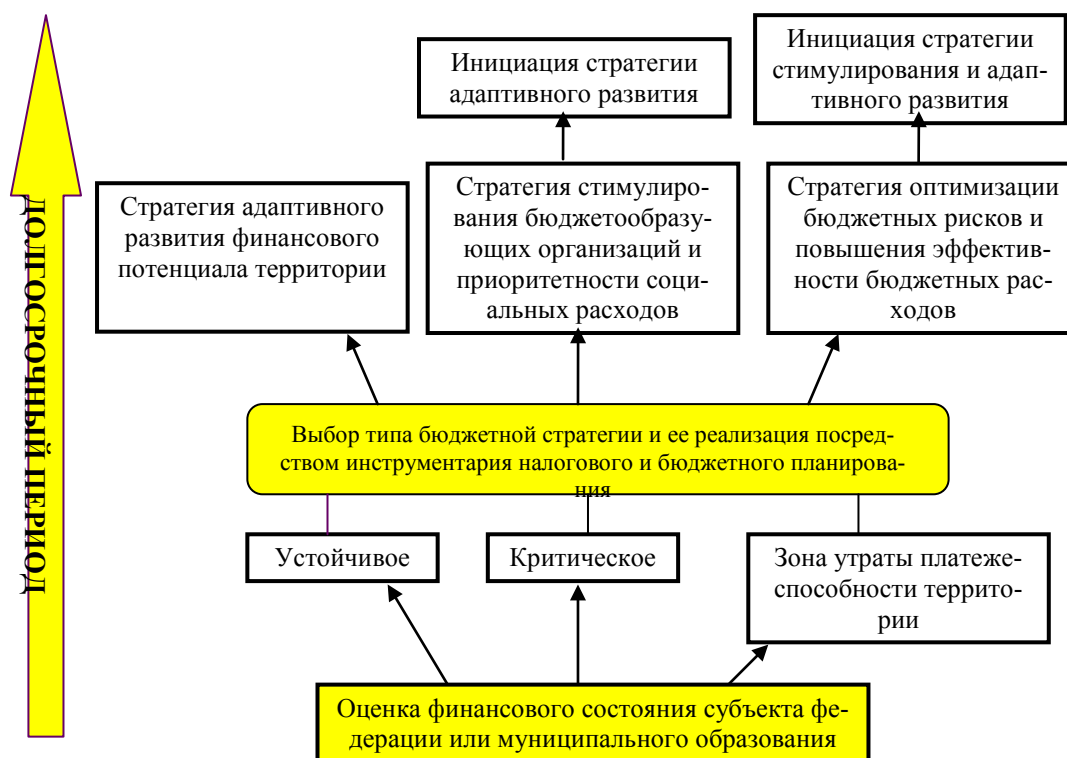 Инициация стратегии
адаптивного развития
Инициация стратегии
стимулирования и адап-
тивного развития
Стратегия адаптивного
развития финансового
потенциала территории
Стратегия стимулиро-
вания бюджетообразу-
ющих организаций и
приоритетности соци-
альных расходов
Стратегия оптимизации
бюджетных рисков и
повышения эффектив-
ности бюджетных рас-
ходов
ДОЛГОСРОЧНЫЙ ПЕРИОД
Выбор типа бюджетной стратегии и ее реализация посред-
ством инструментария налогового и бюджетного планирова-
ния
Устойчивое
Критическое
Зона утраты платеже-
способности террито-
рии
Оценка финансового состояния субъекта фе-
дерации или муниципального образования